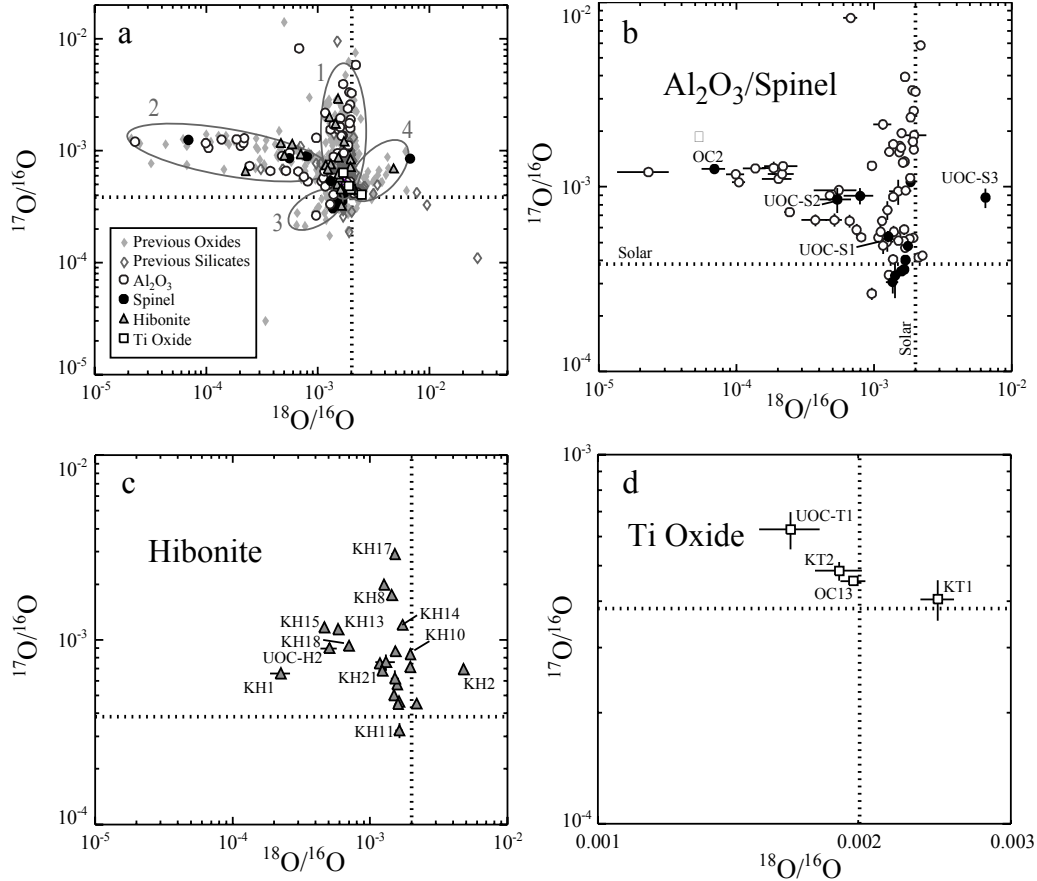 a
10⁻²
10⁻³
10⁻⁴
10⁻⁵
¹⁷O/¹⁶O
1
2
3
4
Previous Oxides
Previous Silicates
Al₂O₃
Spinel
Hibonite
Ti Oxide
10⁻⁵ 10⁻⁴ 10⁻³ 10⁻²
¹⁸O/¹⁶O
b
10⁻²
10⁻³
10⁻⁴
¹⁷O/¹⁶O
Al₂O₃/Spinel
OC2
UOC-S3
UOC-S2
UOC-S1
Solar
Solar
10⁻⁵ 10⁻⁴ 10⁻³ 10⁻²
¹⁸O/¹⁶O
c
10⁻²
10⁻³
10⁻⁴
¹⁷O/¹⁶O
Hibonite
KH17
KH8
KH15
KH13
KH14
KH18
KH10
UOC-H2
KH1
KH21
KH2
KH11
10⁻⁵ 10⁻⁴ 10⁻³ 10⁻²
¹⁸O/¹⁶O
d
10⁻³
10⁻⁴
¹⁷O/¹⁶O
Ti Oxide
UOC-T1
KT2
OC13
KT1
0.001 0.002 0.003
¹⁸O/¹⁶O